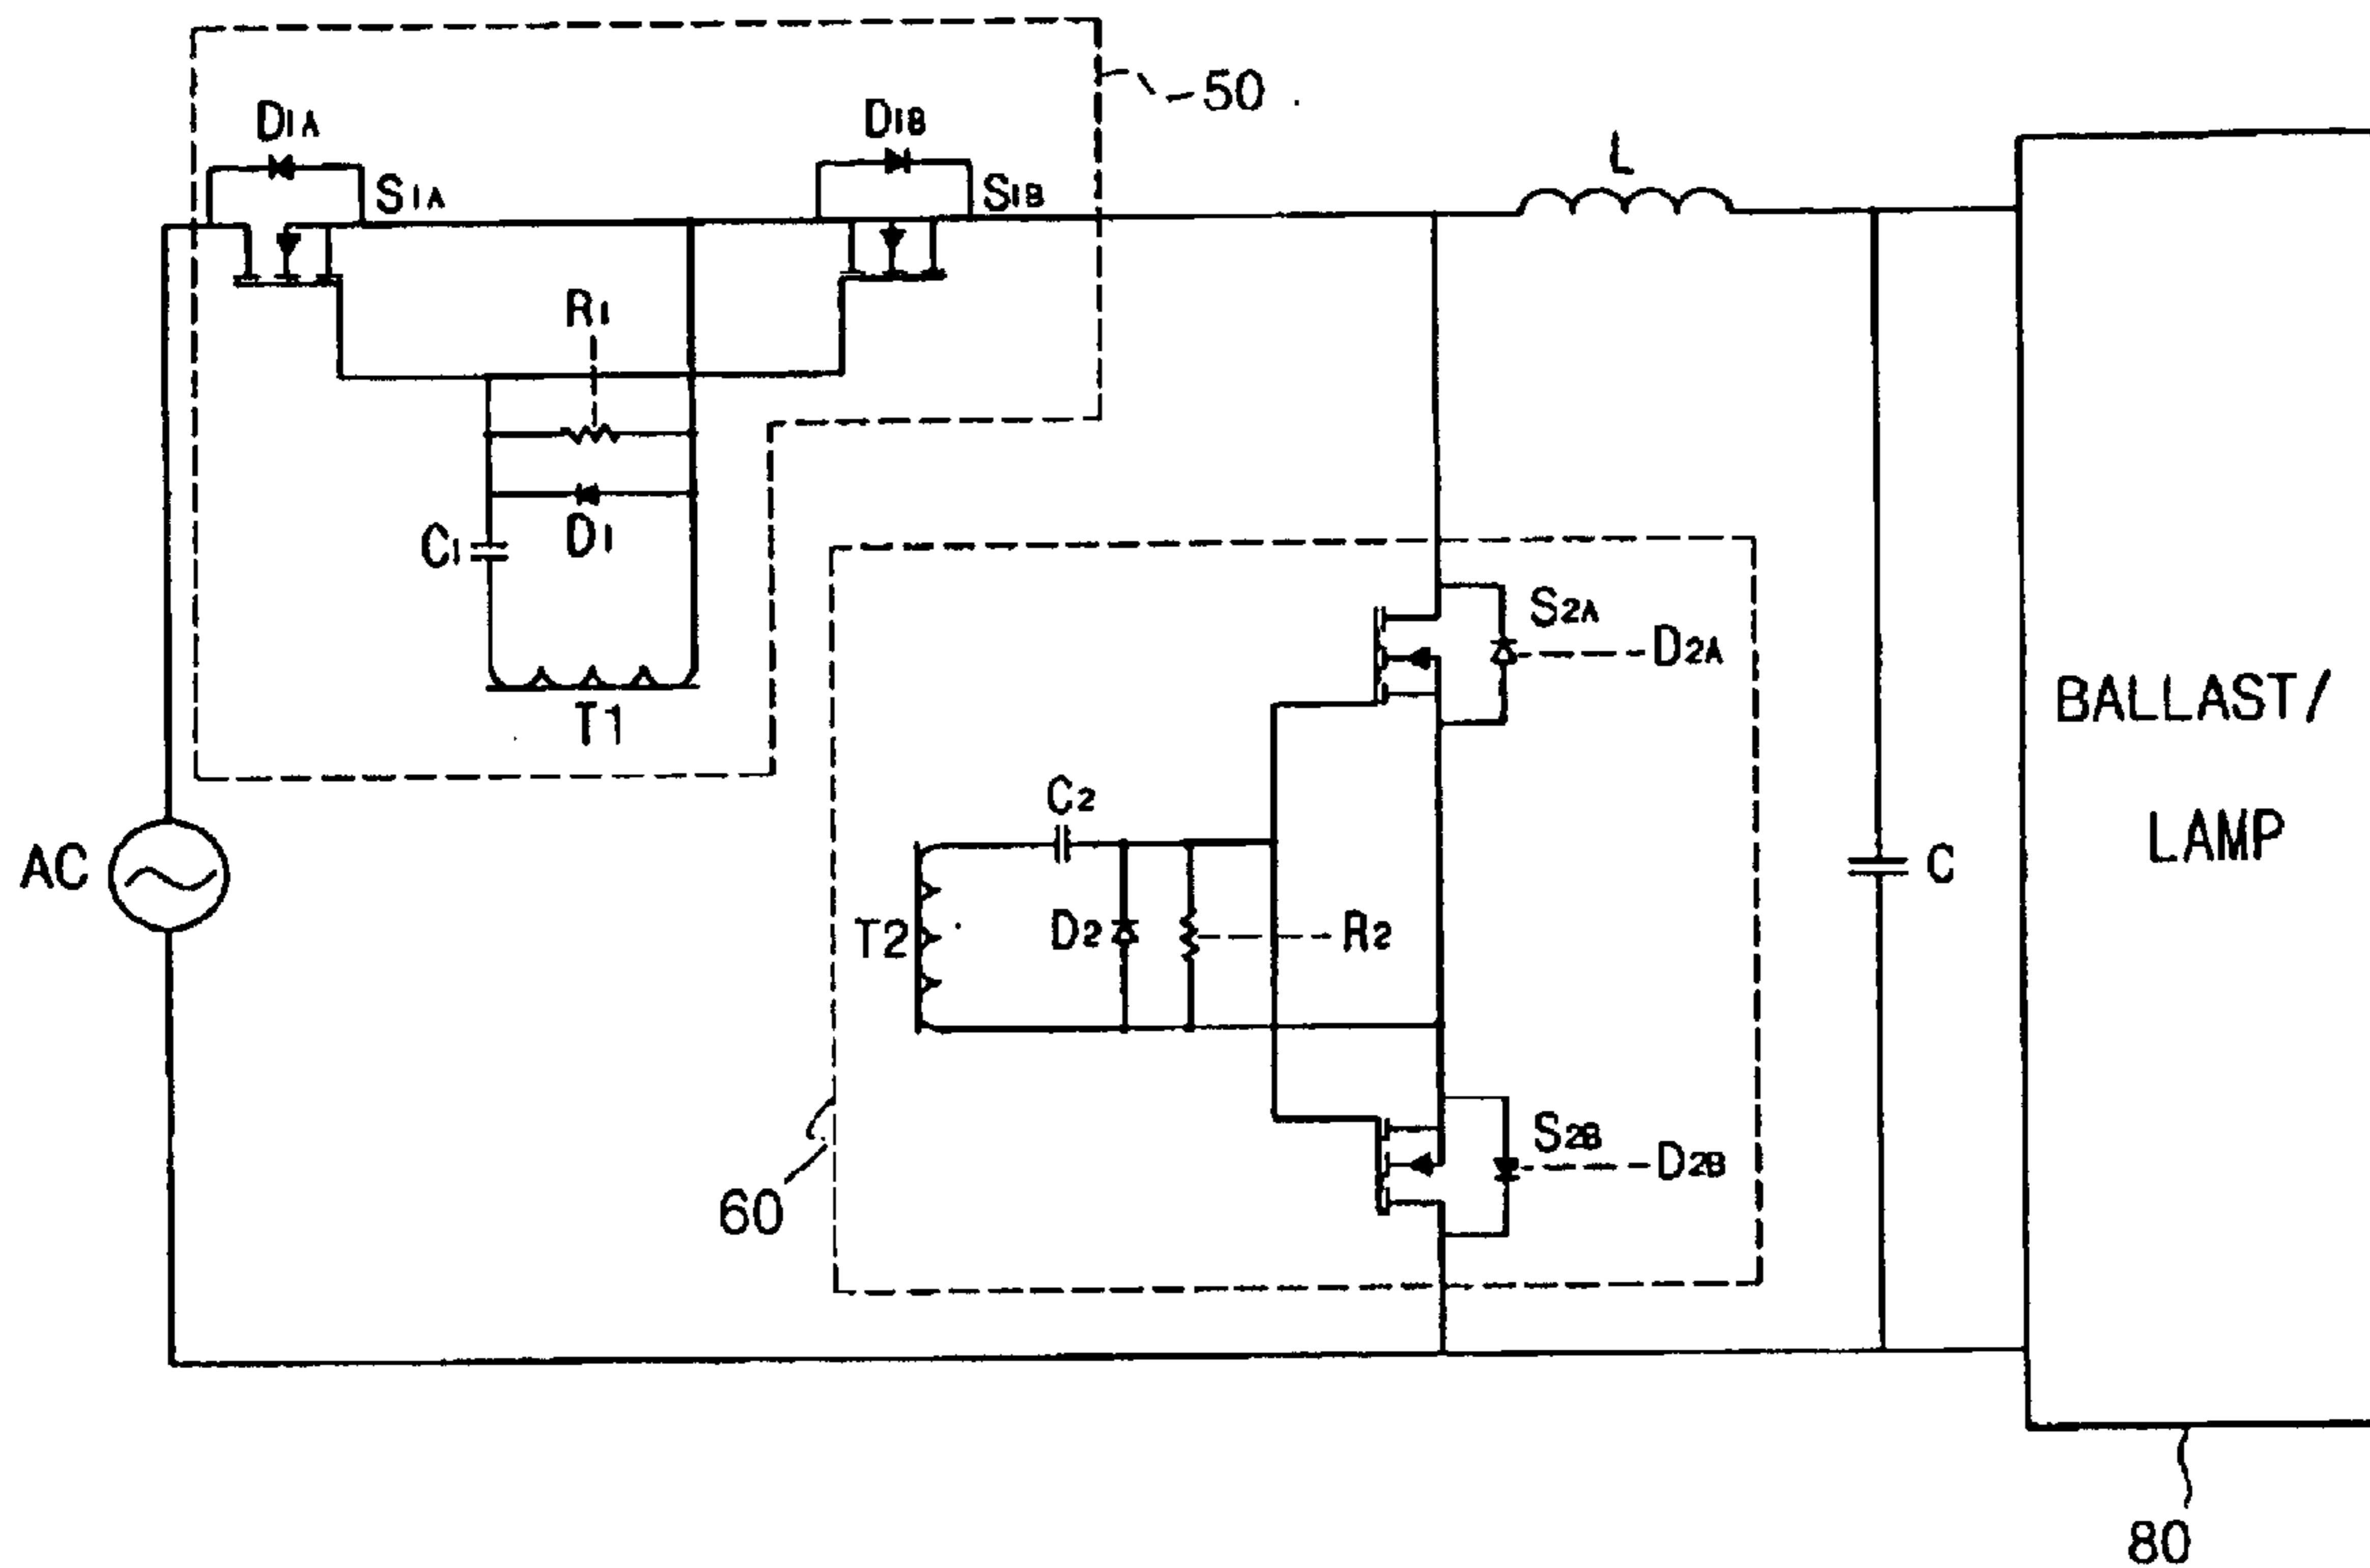 50
D1A
D1B
S1A
S1B
L
R1
C1
D1
T1
S2A
D2A
BALLAST/
LAMP
C2
AC
T2
D2
R2
C
S2B
D2B
60
80